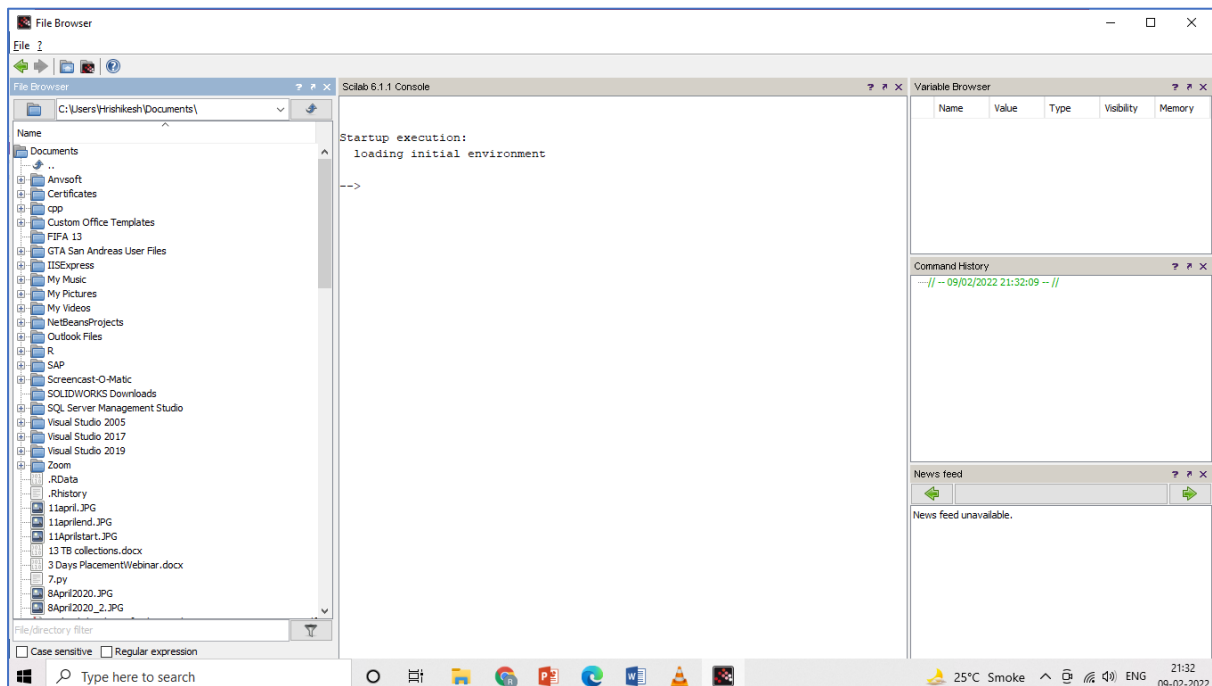 File Browser
File ?
File Browser ? ↗ X
C:\Users\Hrishikesh\Documents\
Name
Documents
..
Anvsoft
Certificates
cpp
Custom Office Templates
FIFA 13
GTA San Andreas User Files
IISExpress
My Music
My Pictures
My Videos
NetBeansProjects
Outlook Files
R
SAP
Screencast-O-Matic
SOLIDWORKS Downloads
SQL Server Management Studio
Visual Studio 2005
Visual Studio 2017
Visual Studio 2019
Zoom
.RData
.Rhistory
11april.JPG
11aprilend.JPG
11Aprilstart.JPG
13 TB collections.docx
3 Days PlacementWebinar.docx
7.py
8April2020.JPG
8April2020_2.JPG
File/directory filter
Case sensitive Regular expression
Scilab 6.1.1 Console ? ↗ X
Startup execution:
loading initial environment
-->
Variable Browser ? ↗ X
Name Value Type Visibility Memory
Command History ? ↗ X
// -- 09/02/2022 21:32:09 -- //
News feed ? ↗ X
News feed unavailable.
Type here to search
25°C Smoke ENG
21:32
09-02-2022